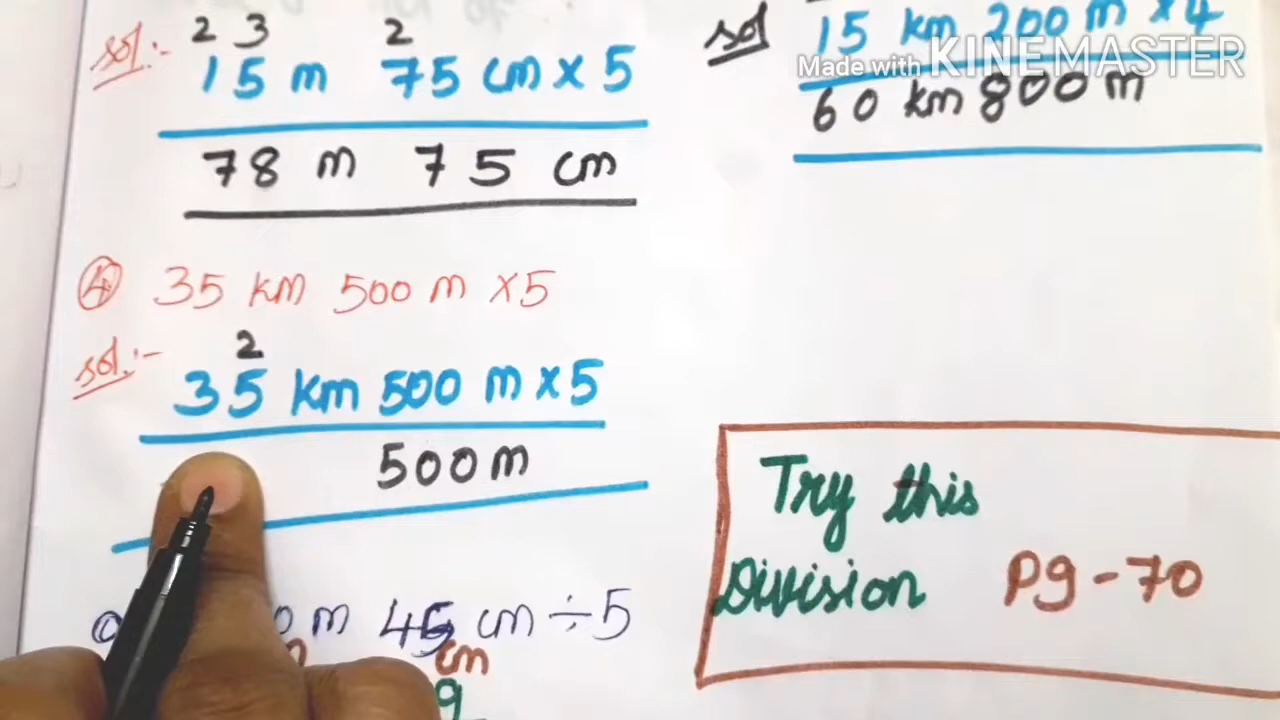 sol:-
2 3 2
15 m 75 cm × 5
78 m 75 cm
④ 35 km 500 m ×5
sol:-
2
35 km 500 m × 5
500 m
m 45 cm ÷ 5
cm
9
sol 15 km 200 m × 4
Made with KINEMASTER
60 km 800 m
Try this
Division Pg - 70